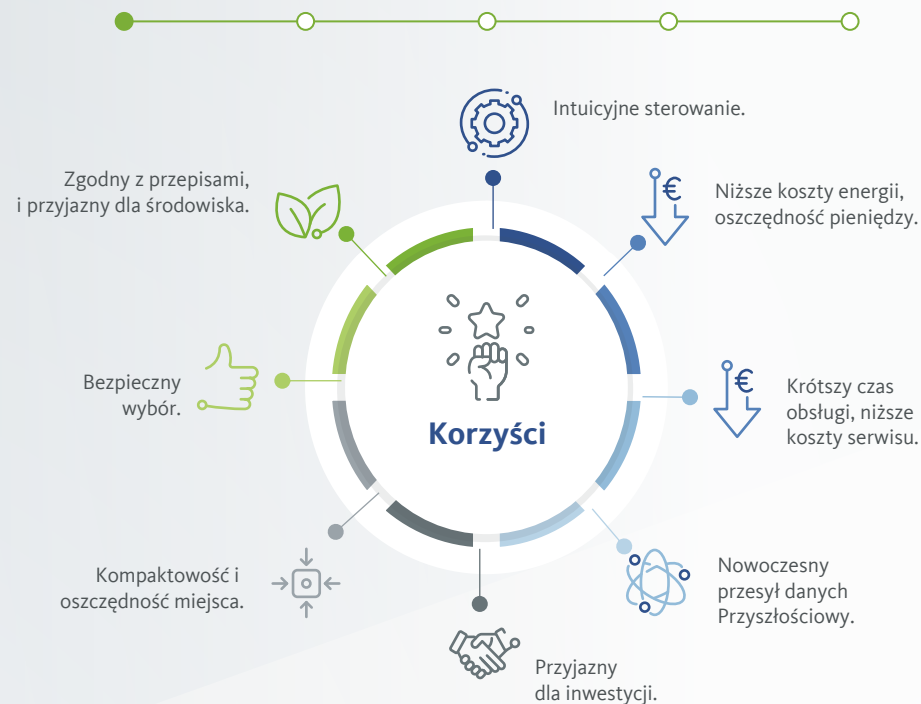 Intuicyjne sterowanie.
Zgodny z przepisami,
i przyjazny dla środowiska.
€
Niższe koszty energii,
oszczędność pieniędzy.
Bezpieczny
wybór.
Korzyści
€
Krótszy czas
obsługi, niższe
koszty serwisu.
Kompaktowość i
oszczędność miejsca.
Nowoczesny
przesył danych
Przyszłościowy.
Przyjazny
dla inwestycji.